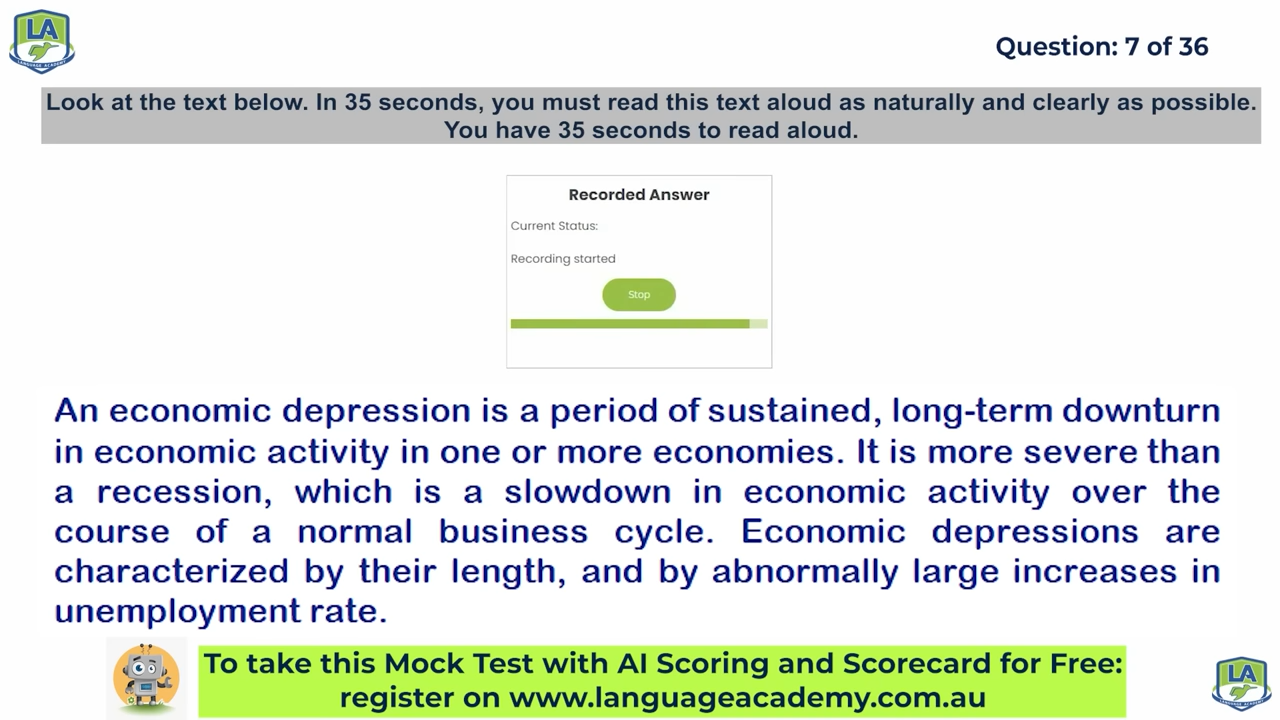 LA
LANGUAGE ACADEMY
Question: 7 of 36
Look at the text below. In 35 seconds, you must read this text aloud as naturally and clearly as possible.
You have 35 seconds to read aloud.
Recorded Answer
Current Status:
Recording started
Stop
An economic depression is a period of sustained, long-term downturn
in economic activity in one or more economies. It is more severe than
a recession, which is a slowdown in economic activity over the
course of a normal business cycle. Economic depressions are
characterized by their length, and by abnormally large increases in
unemployment rate.
To take this Mock Test with AI Scoring and Scorecard for Free:
register on www.languageacademy.com.au
LA
LANGUAGE ACADEMY